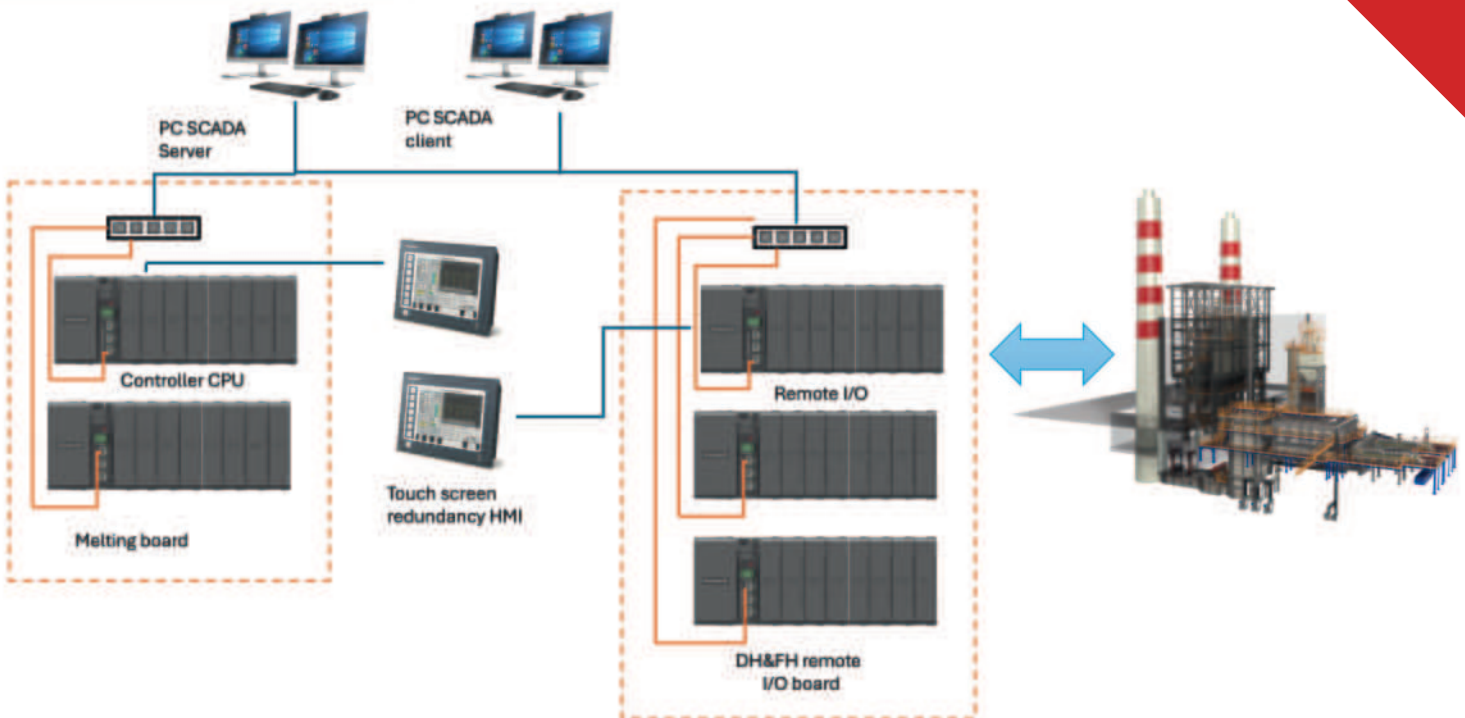 PC SCADA
Server
PC SCADA
client
Controller CPU
Remote I/O
Touch screen
redundancy HMI
Melting board
DH&FH remote
I/O board